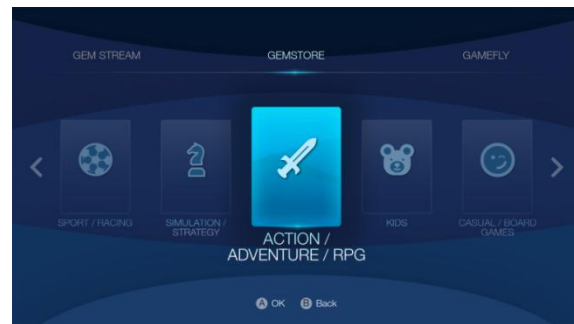 GEM STREAM
GEMSTORE
GAMEFLY
SPORT / RACING
SIMULATION /
STRATEGY
ACTION /
ADVENTURE / RPG
KIDS
CASUAL / BOARD
GAMES
A OK B Back